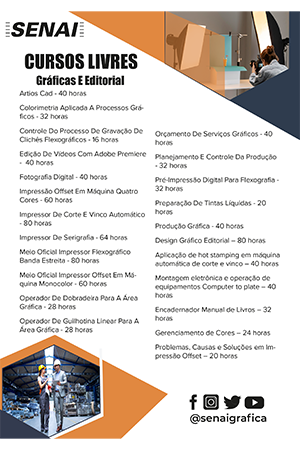 SENAI
CURSOS LIVRES
Gráficas E Editorial
Artios Cad - 40 horas
Colorimetria Aplicada A Processos Grá-
ficos - 32 horas
Controle Do Processo De Gravação De
Clichês Flexográficos - 16 horas
Edição De Vídeos Com Adobe Premiere
- 40 horas
Fotografia Digital - 40 horas
Impressão Offset Em Máquina Quatro
Cores - 60 horas
Impressor De Corte E Vinco Automático
- 80 horas
Impressor De Serigrafia - 64 horas
Meio Oficial Impressor Flexográfico
Banda Estreita - 80 horas
Meio Oficial Impressor Offset Em Má-
quina Monocolor - 60 horas
Operador De Dobradeira Para A Área
Gráfica - 28 horas
Operador De Guilhotina Linear Para A
Área Gráfica - 28 horas
Orçamento De Serviços Gráficos - 40
horas
Planejamento E Controle Da Produção
- 32 horas
Pré-Impressão Digital Para Flexografia -
32 horas
Preparação De Tintas Líquidas - 20
horas
Produção Gráfica - 40 horas
Design Gráfico Editorial – 80 horas
Aplicação de hot stamping em máquina
automática de corte e vinco – 40 horas
Montagem eletrônica e operação de
equipamentos Computer to plate – 40
horas
Encadernador Manual de Livros – 32
horas
Gerenciamento de Cores – 24 horas
Problemas, Causas e Soluções em Im-
pressão Offset – 20 horas
@senaigrafica